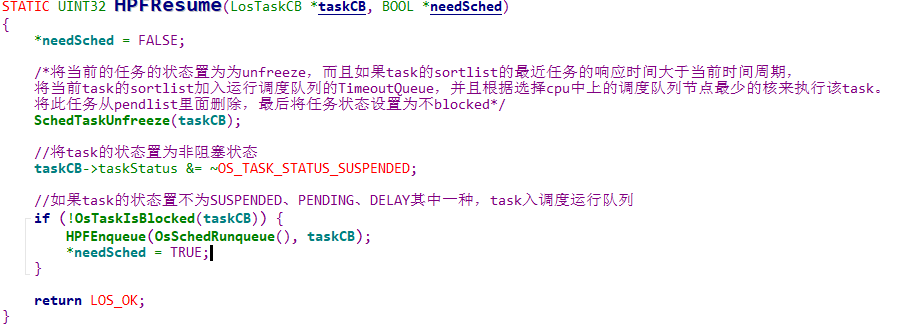 STATIC UINT32 HPFResume(LosTaskCB *taskCB, BOOL *needSched)
{
*needSched = FALSE;
/*将当前的任务的状态置为为unfreeze，而且如果task的sortlist的最近任务的响应时间大于当前时间周期，
将当前task的sortlist加入运行调度队列的TimeoutQueue，并且根据选择cpu中上的调度队列节点最少的核来执行该task。
将此任务从pendlist里面删除，最后将任务状态设置为不blocked*/
SchedTaskUnfreeze(taskCB);
//将task的状态置为非阻塞状态
taskCB->taskStatus &= ~OS_TASK_STATUS_SUSPENDED;
//如果task的状态置不为SUSPENDED、PENDING、DELAY其中一种，task入调度运行队列
if (!OsTaskIsBlocked(taskCB)) {
HPFEnqueue(OsSchedRunqueue(), taskCB);
*needSched = TRUE;
}
return LOS_OK;
}